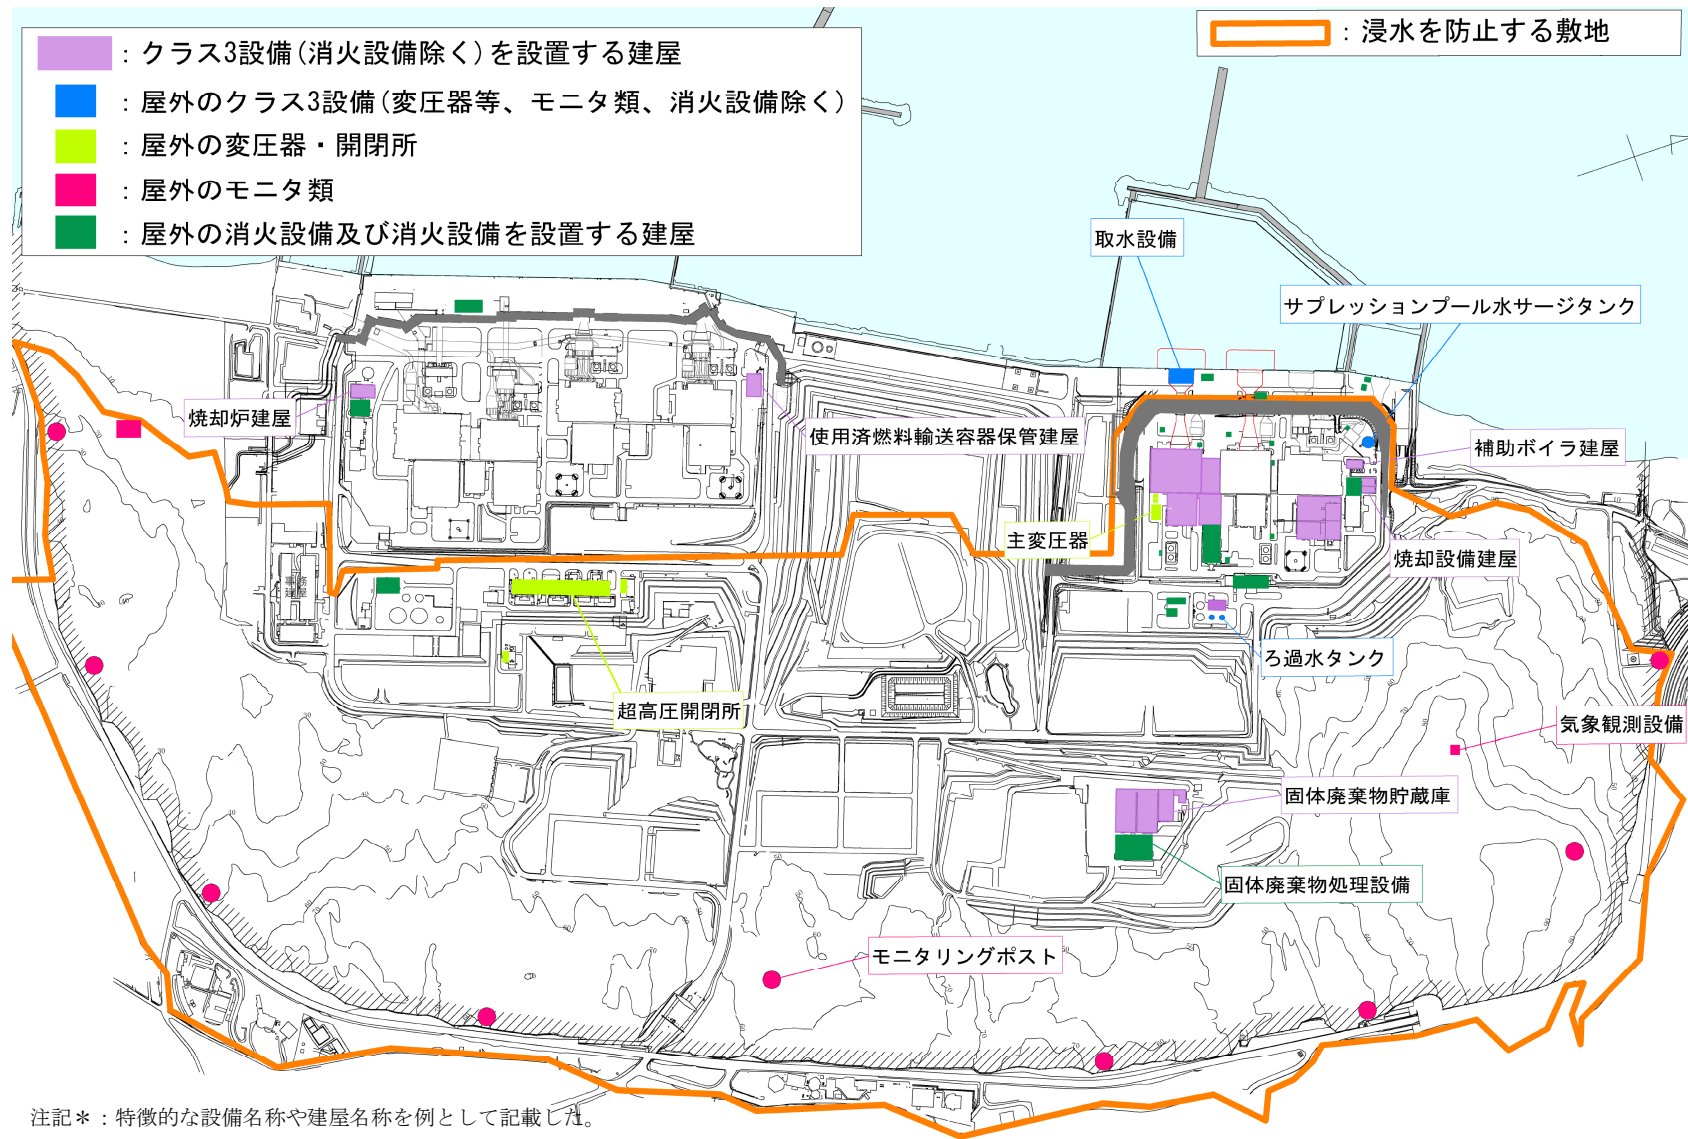 ：クラス3設備(消火設備除く)を設置する建屋
：屋外のクラス3設備(変圧器等、モニタ類、消火設備除く)
：屋外の変圧器・開閉所
：屋外のモニタ類
：屋外の消火設備及び消火設備を設置する建屋
：浸水を防止する敷地
取水設備
サプレッションプール水サージタンク
焼却炉建屋
使用済燃料輸送容器保管建屋
補助ボイラ建屋
主変圧器
焼却設備建屋
ろ過水タンク
超高圧開閉所
気象観測設備
固体廃棄物貯蔵庫
固体廃棄物処理設備
モニタリングポスト
注記＊：特徴的な設備名称や建屋名称を例として記載した。